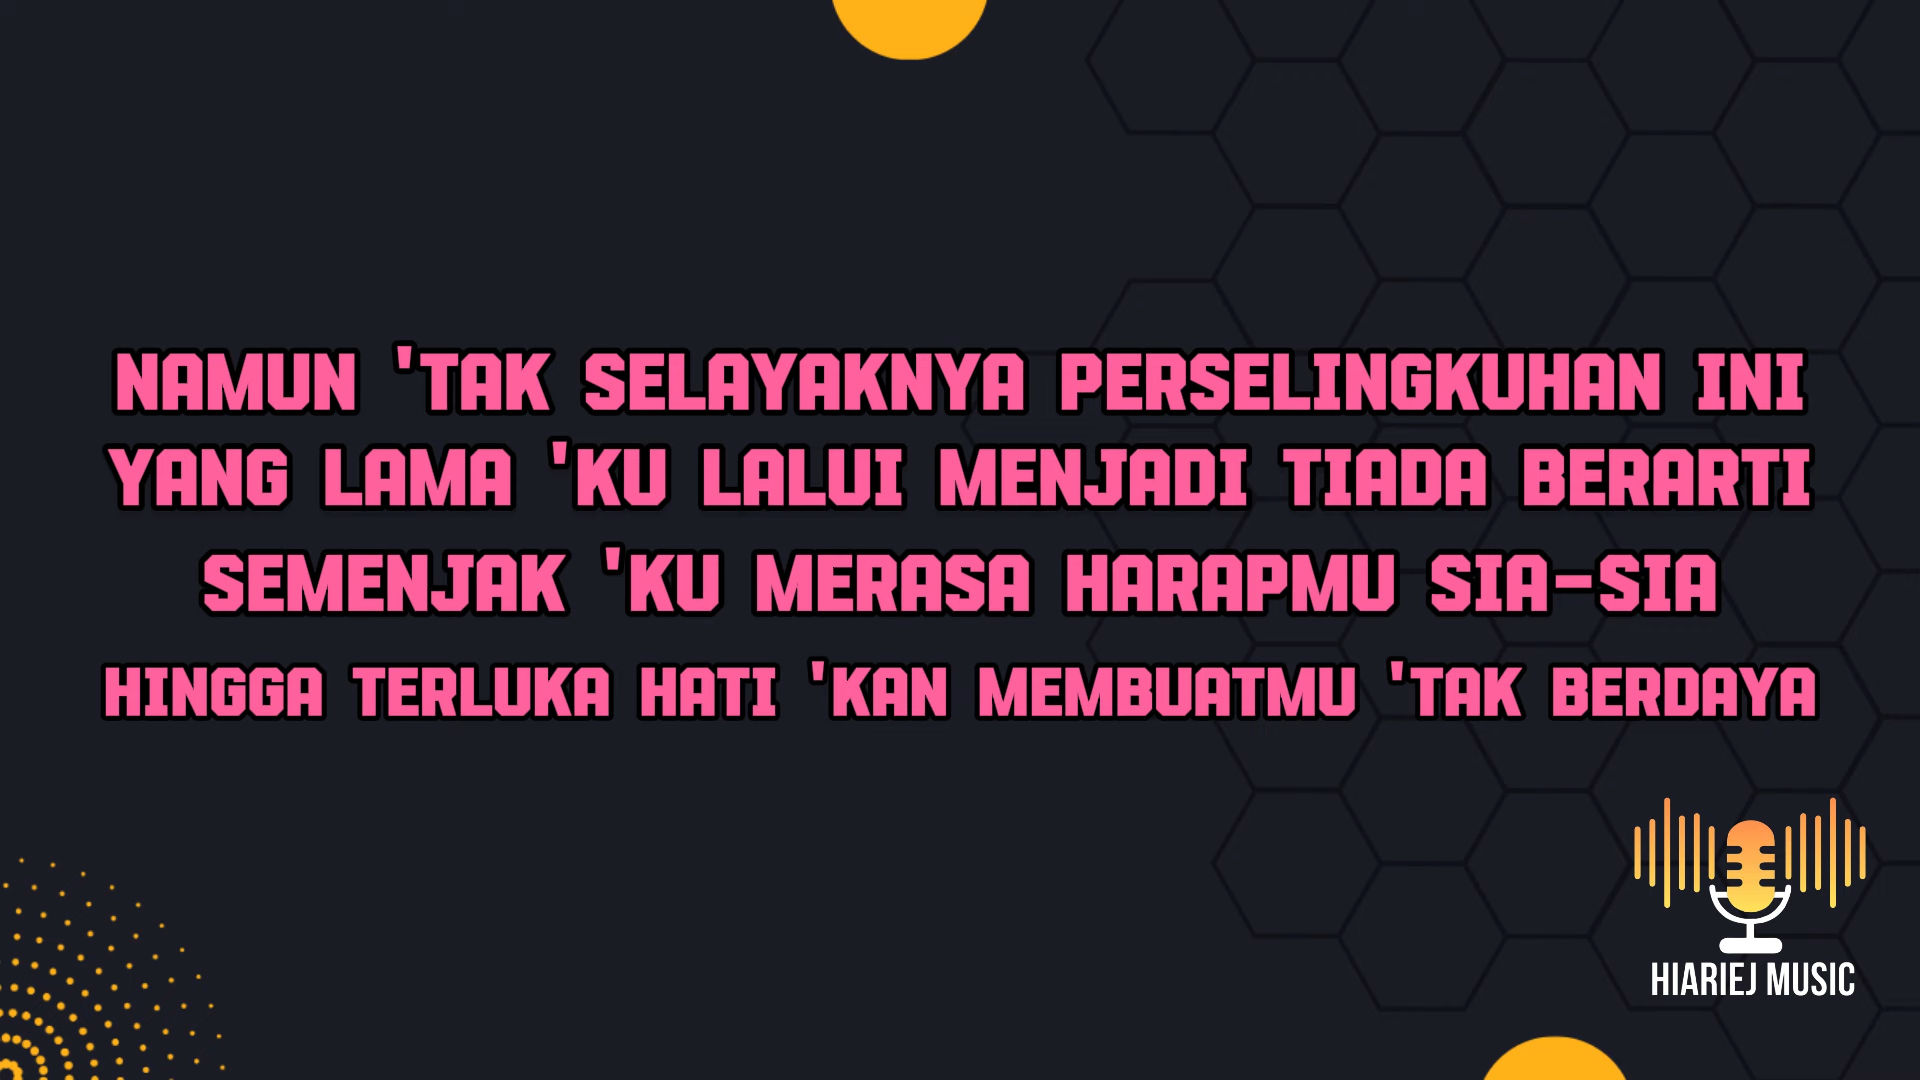 NAMUN 'TAK SELAYAKNYA PERSELINGKUHAN INI
YANG LAMA 'KU LALUI MENJADI TIADA BERARTI
SEMENJAK 'KU MERASA HARAPMU SIA-SIA
HINGGA TERLUKA HATI 'KAN MEMBUATMU 'TAK BERDAYA
HIARIEJ MUSIC